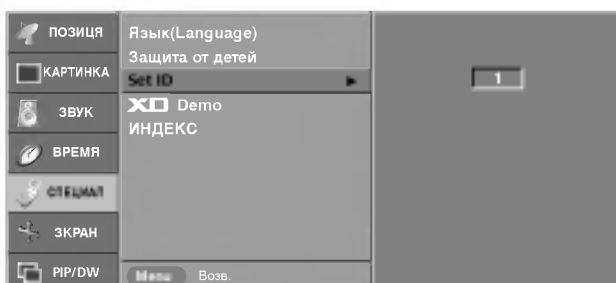 ПОЗИЦЯ
КАРТИНКА
ЗВУК
ВРЕМЯ
СПЕЦИАЛ
ЗКРАН
PIP/DW
Язык(Language)
Защита от детей
Set ID
XD Demo
ИНДЕКС
Menu Возв.
1